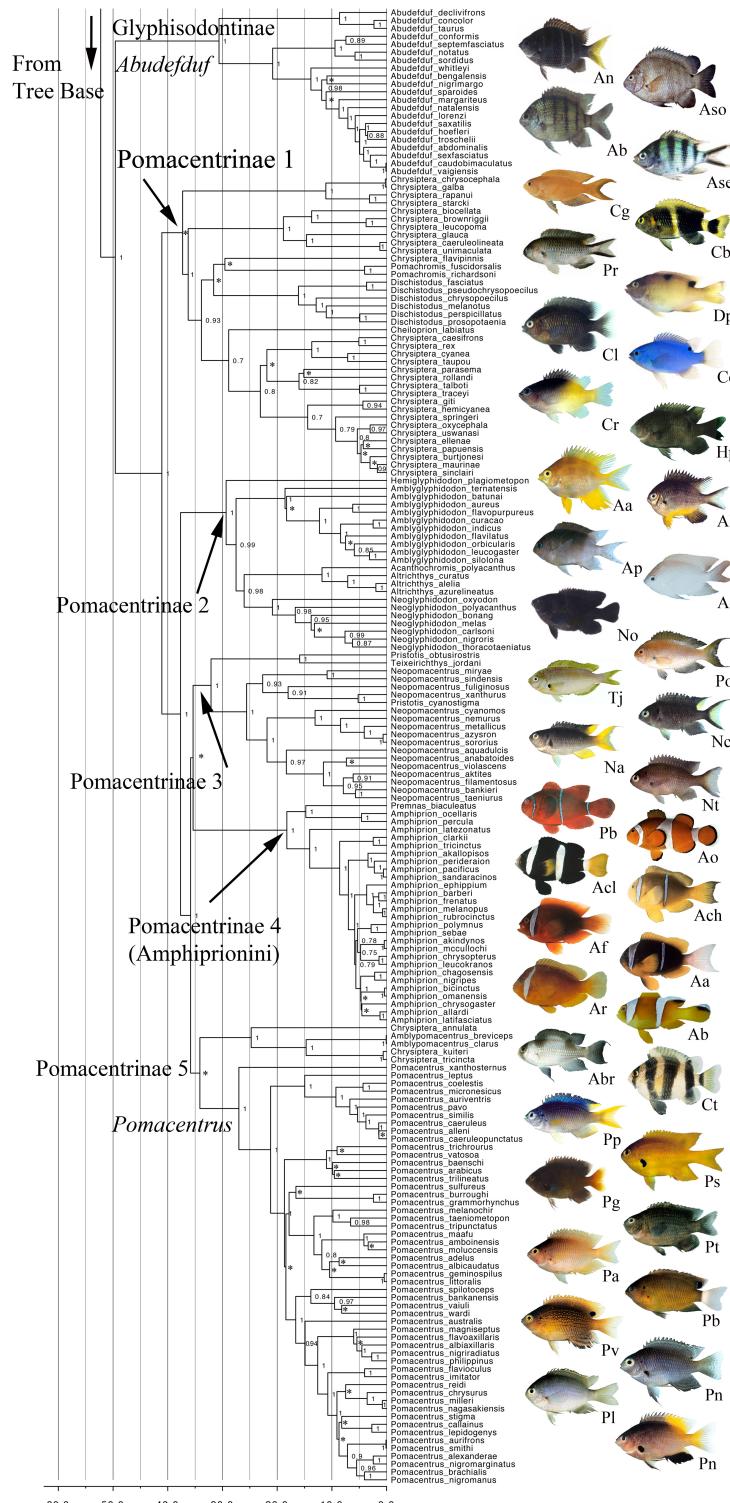 From
Tree Base
Glyphisodontinae
Abudefduf
Pomacentrinae 1
Pomacentrinae 2
Pomacentrinae 3
Pomacentrinae 4
(Amphiprionini)
Pomacentrinae 5
Pomacentrus
Abudefduf_declivifrons
Abudefduf_concolor
Abudefduf_taurus
Abudefduf_conformis
Abudefduf_septemfasciatus
Abudefduf_notatus
Abudefduf_sordidus
Abudefduf_whitleyi
Abudefduf_bengalensis
Abudefduf_nigrimargo
Abudefduf_sparoides
Abudefduf_margariteus
Abudefduf_natalensis
Abudefduf_lorenzi
Abudefduf_saxatilis
Abudefduf_hoefleri
Abudefduf_troschelii
Abudefduf_abdominalis
Abudefduf_sexfasciatus
Abudefduf_caudobimaculatus
Abudefduf_vaigiensis
Chrysiptera_chrysocephala
Chrysiptera_galba
Chrysiptera_rapanui
Chrysiptera_starcki
Chrysiptera_biocellata
Chrysiptera_brownriggii
Chrysiptera_leucopoma
Chrysiptera_glauca
Chrysiptera_caeruleolineata
Chrysiptera_unimaculata
Chrysiptera_flavipinnis
Pomachromis_fuscidorsalis
Pomachromis_richardsoni
Dischistodus_fasciatus
Dischistodus_pseudochrysopoecilus
Dischistodus_chrysopoecilus
Dischistodus_melanotus
Dischistodus_perspicillatus
Dischistodus_prosopotaenia
Cheiloprion_labiatus
Chrysiptera_caesifrons
Chrysiptera_rex
Chrysiptera_cyanea
Chrysiptera_taupou
Chrysiptera_parasema
Chrysiptera_rollandi
Chrysiptera_talboti
Chrysiptera_traceyi
Chrysiptera_giti
Chrysiptera_hemicyanea
Chrysiptera_springeri
Chrysiptera_oxycephala
Chrysiptera_uswanasi
Chrysiptera_ellenae
Chrysiptera_papuensis
Chrysiptera_burtjonesi
Chrysiptera_maurinae
Chrysiptera_sinclairi
Hemiglyphidodon_plagiometopon
Amblyglyphidodon_ternatensis
Amblyglyphidodon_batunai
Amblyglyphidodon_aureus
Amblyglyphidodon_flavopurpureus
Amblyglyphidodon_curacao
Amblyglyphidodon_indicus
Amblyglyphidodon_flavilatus
Amblyglyphidodon_orbicularis
Amblyglyphidodon_leucogaster
Amblyglyphidodon_silolona
Acanthochromis_polyacanthus
Altrichthys_curatus
Altrichthys_alelia
Altrichthys_azurelineatus
Neoglyphidodon_oxyodon
Neoglyphidodon_polyacanthus
Neoglyphidodon_bonang
Neoglyphidodon_melas
Neoglyphidodon_carlsoni
Neoglyphidodon_nigroris
Neoglyphidodon_thoracotaeniatus
Pristotis_obtusirostris
Teixeirichthys_jordani
Neopomacentrus_miryae
Neopomacentrus_sindensis
Neopomacentrus_fuliginosus
Neopomacentrus_xanthurus
Pristotis_cyanostigma
Neopomacentrus_cyanomos
Neopomacentrus_nemurus
Neopomacentrus_metallicus
Neopomacentrus_azysron
Neopomacentrus_sororius
Neopomacentrus_aquadulcis
Neopomacentrus_anabatoides
Neopomacentrus_violascens
Neopomacentrus_aktites
Neopomacentrus_filamentosus
Neopomacentrus_bankieri
Neopomacentrus_taeniurus
Premnas_biaculeatus
Amphiprion_ocellaris
Amphiprion_percula
Amphiprion_latezonatus
Amphiprion_clarkii
Amphiprion_tricinctus
Amphiprion_akallopisos
Amphiprion_perideraion
Amphiprion_pacificus
Amphiprion_sandaracinos
Amphiprion_ephippium
Amphiprion_barberi
Amphiprion_frenatus
Amphiprion_melanopus
Amphiprion_rubrocinctus
Amphiprion_polymnus
Amphiprion_sebae
Amphiprion_akindynos
Amphiprion_mccullochi
Amphiprion_chrysopterus
Amphiprion_leucokranos
Amphiprion_chagosensis
Amphiprion_nigripes
Amphiprion_bicinctus
Amphiprion_omanensis
Amphiprion_chrysogaster
Amphiprion_allardi
Amphiprion_latifasciatus
Chrysiptera_annulata
Amblypomacentrus_breviceps
Amblypomacentrus_clarus
Chrysiptera_kuiteri
Chrysiptera_tricincta
Pomacentrus_xanthosternus
Pomacentrus_leptus
Pomacentrus_coelestis
Pomacentrus_micronesicus
Pomacentrus_auriventris
Pomacentrus_pavo
Pomacentrus_similis
Pomacentrus_caeruleus
Pomacentrus_alleni
Pomacentrus_caeruleopunctatus
Pomacentrus_trichrourus
Pomacentrus_vatosoa
Pomacentrus_baenschi
Pomacentrus_arabicus
Pomacentrus_trilineatus
Pomacentrus_sulfureus
Pomacentrus_burroughi
Pomacentrus_grammorhynchus
Pomacentrus_melanochir
Pomacentrus_taeniometopon
Pomacentrus_tripunctatus
Pomacentrus_maafu
Pomacentrus_amboinensis
Pomacentrus_moluccensis
Pomacentrus_adelus
Pomacentrus_albicaudatus
Pomacentrus_geminospilus
Pomacentrus_littoralis
Pomacentrus_spilotoceps
Pomacentrus_bankanensis
Pomacentrus_vaiuli
Pomacentrus_wardi
Pomacentrus_australis
Pomacentrus_magniseptus
Pomacentrus_flavoaxillaris
Pomacentrus_albiaxillaris
Pomacentrus_nigriradiatus
Pomacentrus_philippinus
Pomacentrus_flavioculus
Pomacentrus_imitator
Pomacentrus_reidi
Pomacentrus_chrysurus
Pomacentrus_milleri
Pomacentrus_nagasakiensis
Pomacentrus_stigma
Pomacentrus_callainus
Pomacentrus_lepidogenys
Pomacentrus_aurifrons
Pomacentrus_smithi
Pomacentrus_alexanderae
Pomacentrus_nigromarginatus
Pomacentrus_brachialis
Pomacentrus_nigromanus
An
Aso
Ab
Ase
Cg
Cb
Pr
Dp
Cl
Cr
Aa
Ap
No
Tj
Nc
Na
Nt
Pb
Ao
Acl
Ach
Af
Aa
Ar
Ab
Abr
Ct
Pp
Ps
Pg
Pt
Pa
Pb
Pv
Pn
Pl
Pn